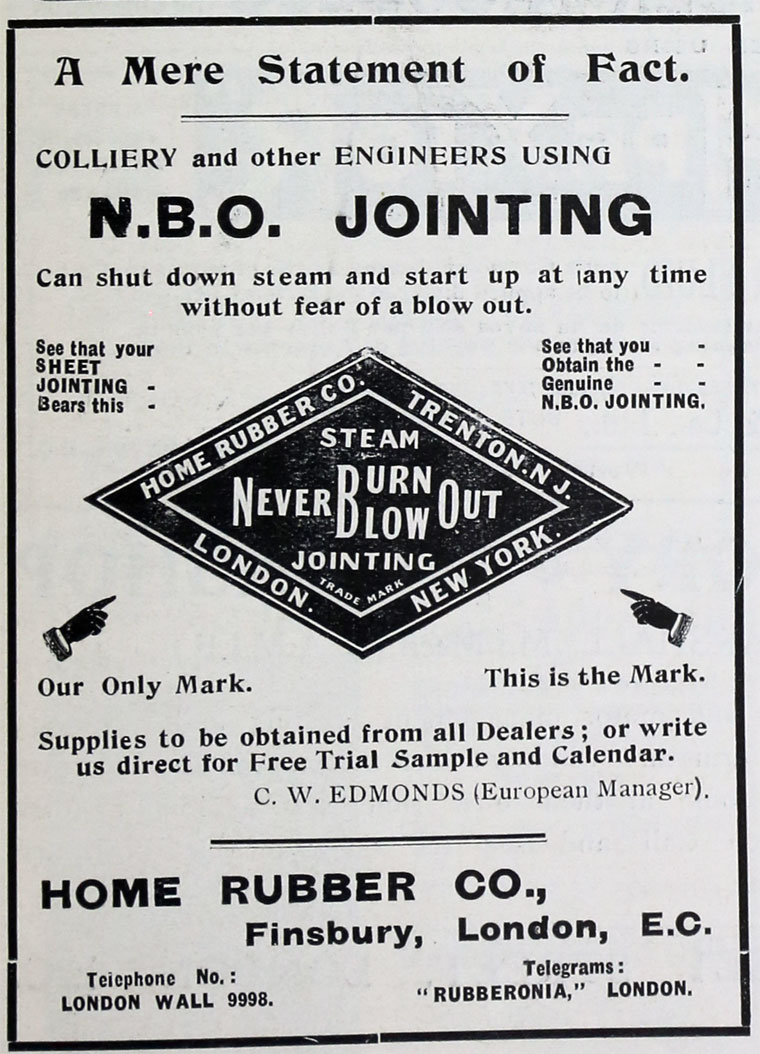 A Mere Statement of Fact.
COLLIERY and other ENGINEERS USING
N.B.O. JOINTING
Can shut down steam and start up at any time
without fear of a blow out.
See that your
SHEET
JOINTING -
Bears this -
See that you -
Obtain the - -
Genuine - -
N.B.O. JOINTING.
HOME RUBBER CO.
TRENTON. N.J.
STEAM
NEVER BURN OUT
BLOW
JOINTING
TRADE MARK
LONDON.
NEW YORK.
Our Only Mark.
This is the Mark.
Supplies to be obtained from all Dealers; or write
us direct for Free Trial Sample and Calendar.
C. W. EDMONDS (European Manager).
HOME RUBBER CO.,
Finsbury, London, E.C.
Telephone No.:
LONDON WALL 9998.
Telegrams:
"RUBBERONIA," LONDON.